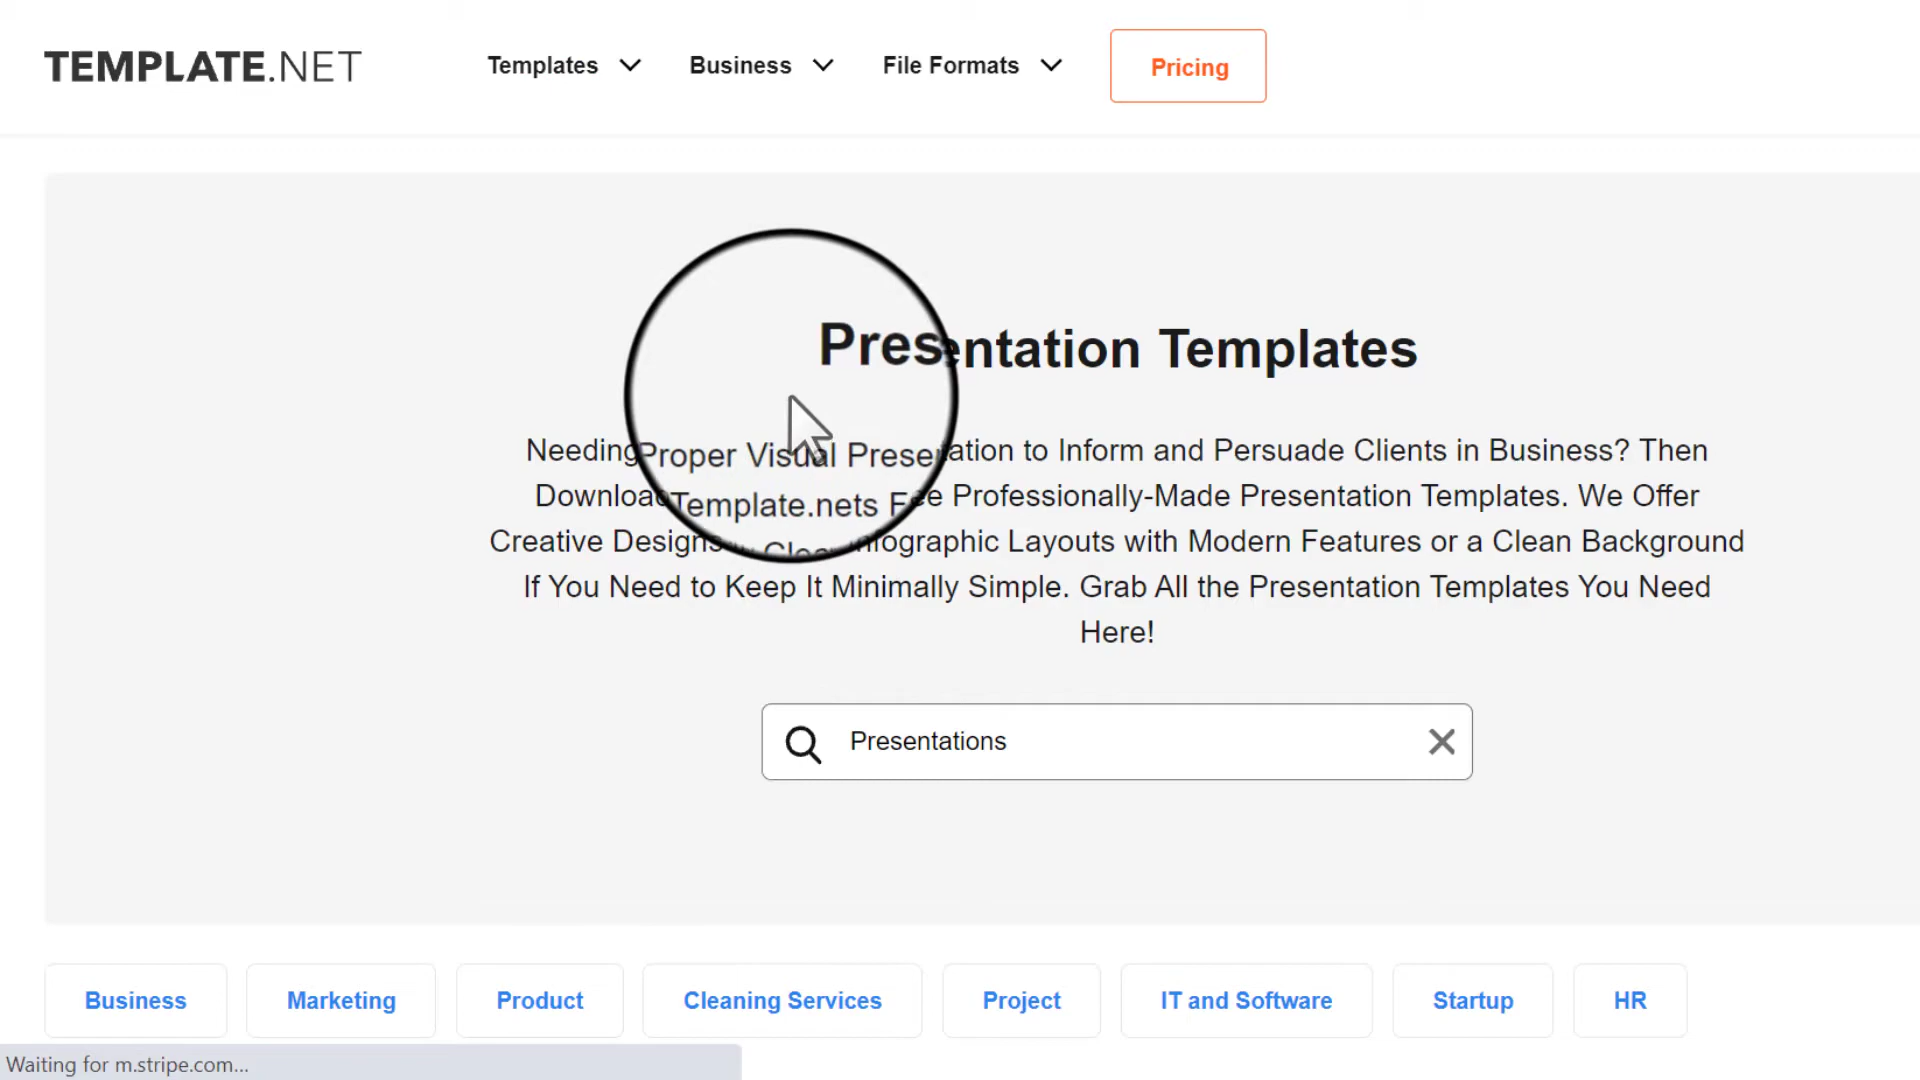 TEMPLATE.NET
Templates
Business
File Formats
Pricing
Presentation Templates
Needing Proper Visual Presentation to Inform and Persuade Clients in Business? Then
Download Template.nets Free Professionally-Made Presentation Templates. We Offer
Creative Designs Infographic Layouts with Modern Features or a Clean Background
If You Need to Keep It Minimally Simple. Grab All the Presentation Templates You Need
Here!
Presentations
Business
Marketing
Product
Cleaning Services
Project
IT and Software
Startup
HR
Waiting for m.stripe.com...